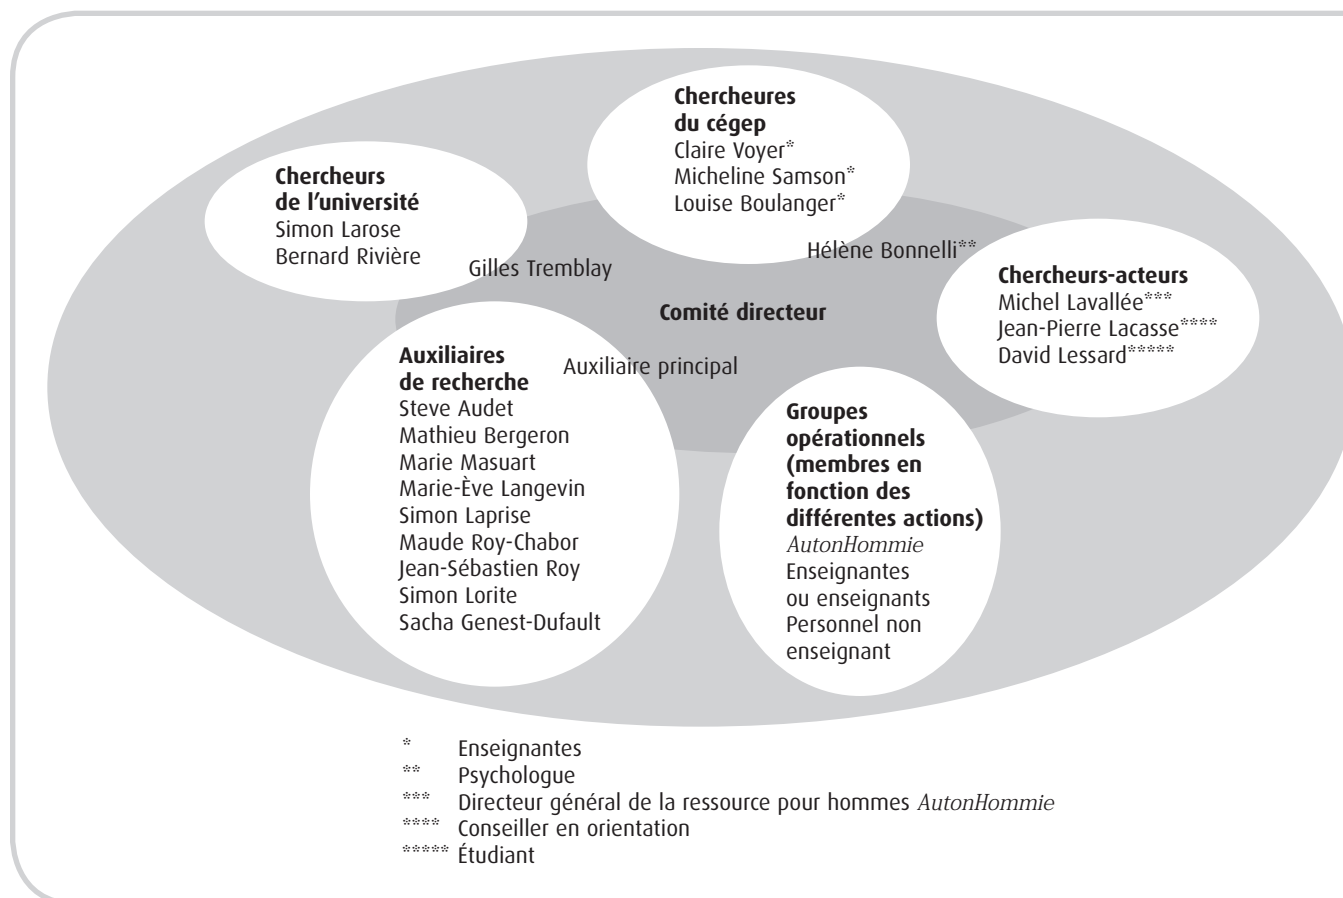 Chercheures
du cégep
Claire Voyer*
Micheline Samson*
Louise Boulanger*
Chercheurs
de l'université
Simon Larose
Bernard Rivière
Gilles Tremblay
Hélène Bonnelli**
Chercheurs-acteurs
Michel Lavallée***
Jean-Pierre Lacasse****
David Lessard*****
Comité directeur
Auxiliaire principal
Auxiliaires
de recherche
Steve Audet
Mathieu Bergeron
Marie Masuart
Marie-Ève Langevin
Simon Laprise
Maude Roy-Chabor
Jean-Sébastien Roy
Simon Lorite
Sacha Genest-Dufault
Groupes
opérationnels
(membres en
fonction des
différentes actions)
AutonHommie
Enseignantes
ou enseignants
Personnel non
enseignant
* Enseignantes
** Psychologue
*** Directeur général de la ressource pour hommes AutonHommie
**** Conseiller en orientation
***** Étudiant